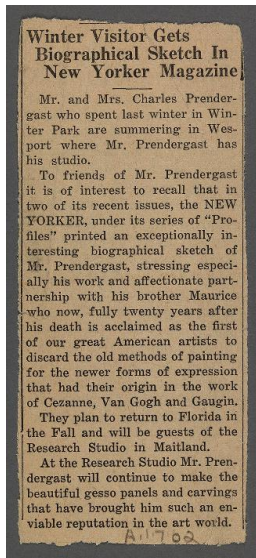 Winter Visitor Gets
Biographical Sketch In
New Yorker Magazine
Mr. and Mrs. Charles Prender-
gast who spent last winter in Win-
ter Park are summering in Wes-
port where Mr. Prendergast has
his studio.
To friends of Mr. Prendergast
it is of interest to recall that in
two of its recent issues, the NEW
YORKER, under its series of "Pro-
files" printed an exceptionally in-
teresting biographical sketch of
Mr. Prendergast, stressing especi-
ally his work and affectionate part-
nership with his brother Maurice
who now, fully twenty years after
his death is acclaimed as the first
of our great American artists to
discard the old methods of painting
for the newer forms of expression
that had their origin in the work
of Cezanne, Van Gogh and Gaugin.
They plan to return to Florida in
the Fall and will be guests of the
Research Studio in Maitland.
At the Research Studio Mr. Pren-
dergast will continue to make the
beautiful gesso panels and carvings
that have brought him such an en-
viable reputation in the art world.
A.1702